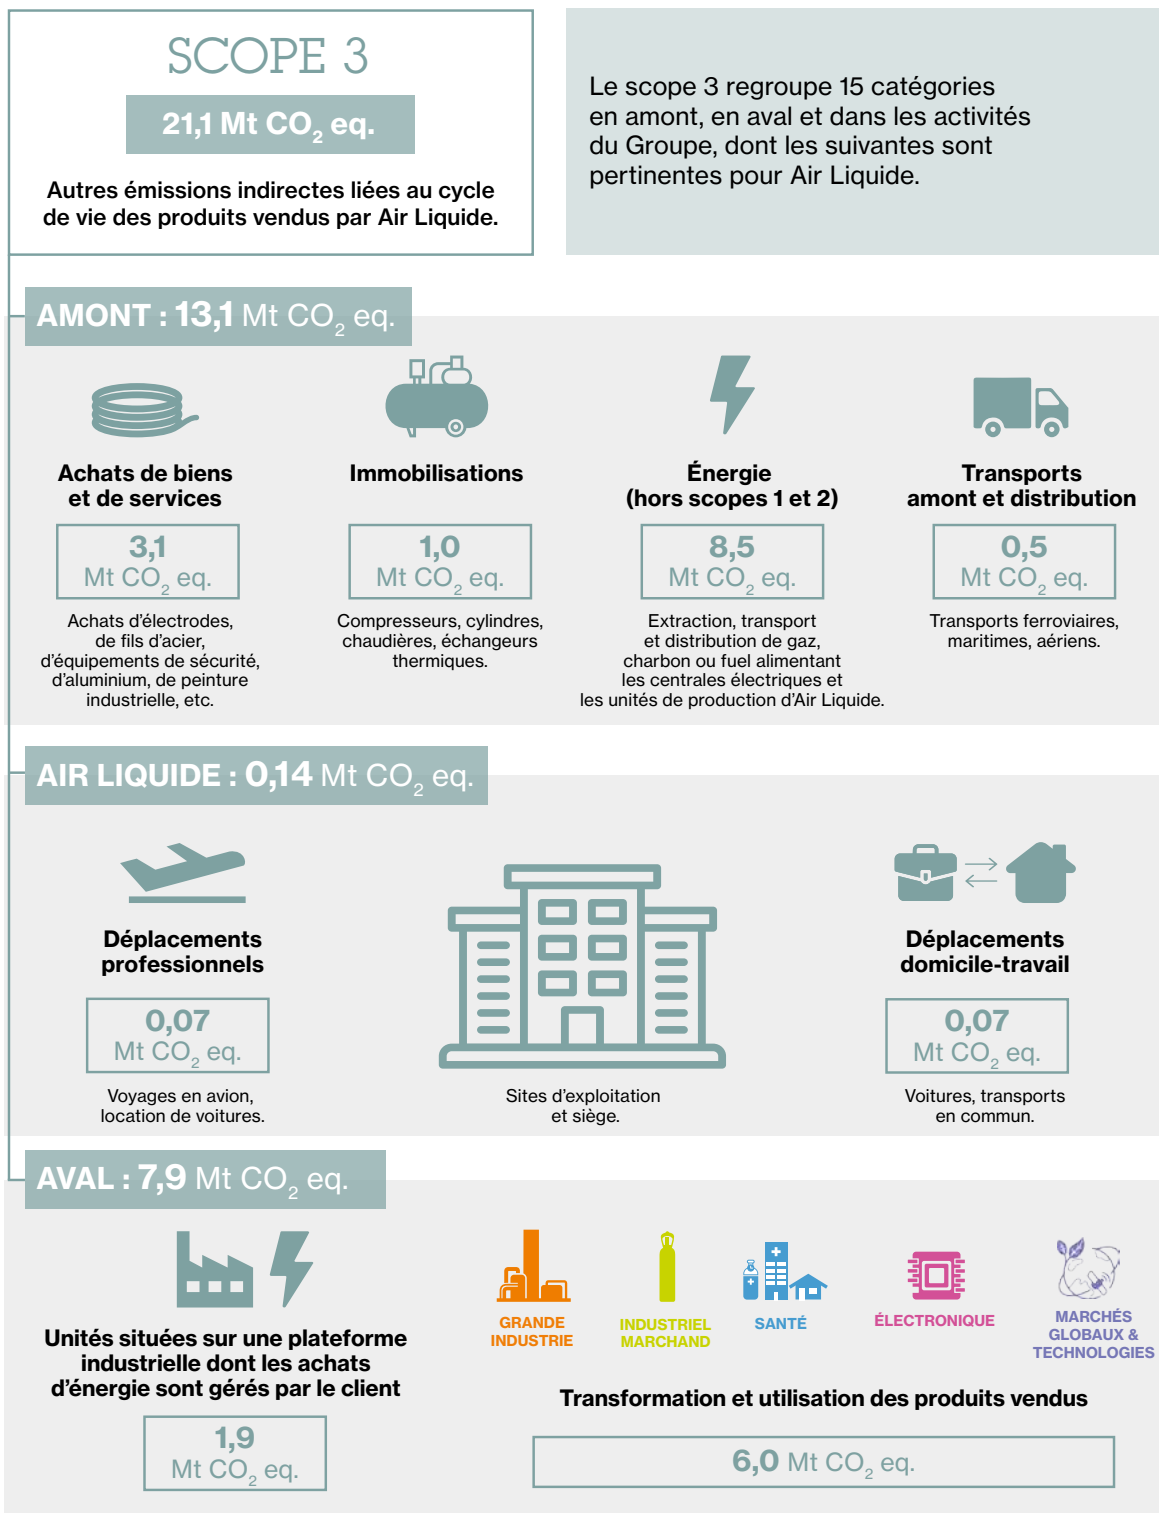 SCOPE 3
21,1 Mt CO2 eq.
Autres émissions indirectes liées au cycle
de vie des produits vendus par Air Liquide.
Le scope 3 regroupe 15 catégories
en amont, en aval et dans les activités
du Groupe, dont les suivantes sont
pertinentes pour Air Liquide.
AMONT : 13,1 Mt CO2 eq.
Achats de biens
et de services
3,1
Mt CO2 eq.
Achats d'électrodes,
de fils d'acier,
d'équipements de sécurité,
d'aluminium, de peinture
industrielle, etc.
Immobilisations
1,0
Mt CO2 eq.
Compresseurs, cylindres,
chaudières, échangeurs
thermiques.
Énergie
(hors scopes 1 et 2)
8,5
Mt CO2 eq.
Extraction, transport
et distribution de gaz,
charbon ou fuel alimentant
les centrales électriques et
les unités de production d'Air Liquide.
Transports
amont et distribution
0,5
Mt CO2 eq.
Transports ferroviaires,
maritimes, aériens.
AIR LIQUIDE : 0,14 Mt CO2 eq.
Déplacements
professionnels
0,07
Mt CO2 eq.
Voyages en avion,
location de voitures.
Sites d'exploitation
et siège.
Déplacements
domicile-travail
0,07
Mt CO2 eq.
Voitures, transports
en commun.
AVAL : 7,9 Mt CO2 eq.
Unités situées sur une plateforme
industrielle dont les achats
d'énergie sont gérés par le client
1,9
Mt CO2 eq.
GRANDE
INDUSTRIE
INDUSTRIEL
MARCHAND
SANTÉ
ÉLECTRONIQUE
MARCHÉS
GLOBAUX &
TECHNOLOGIES
Transformation et utilisation des produits vendus
6,0 Mt CO2 eq.